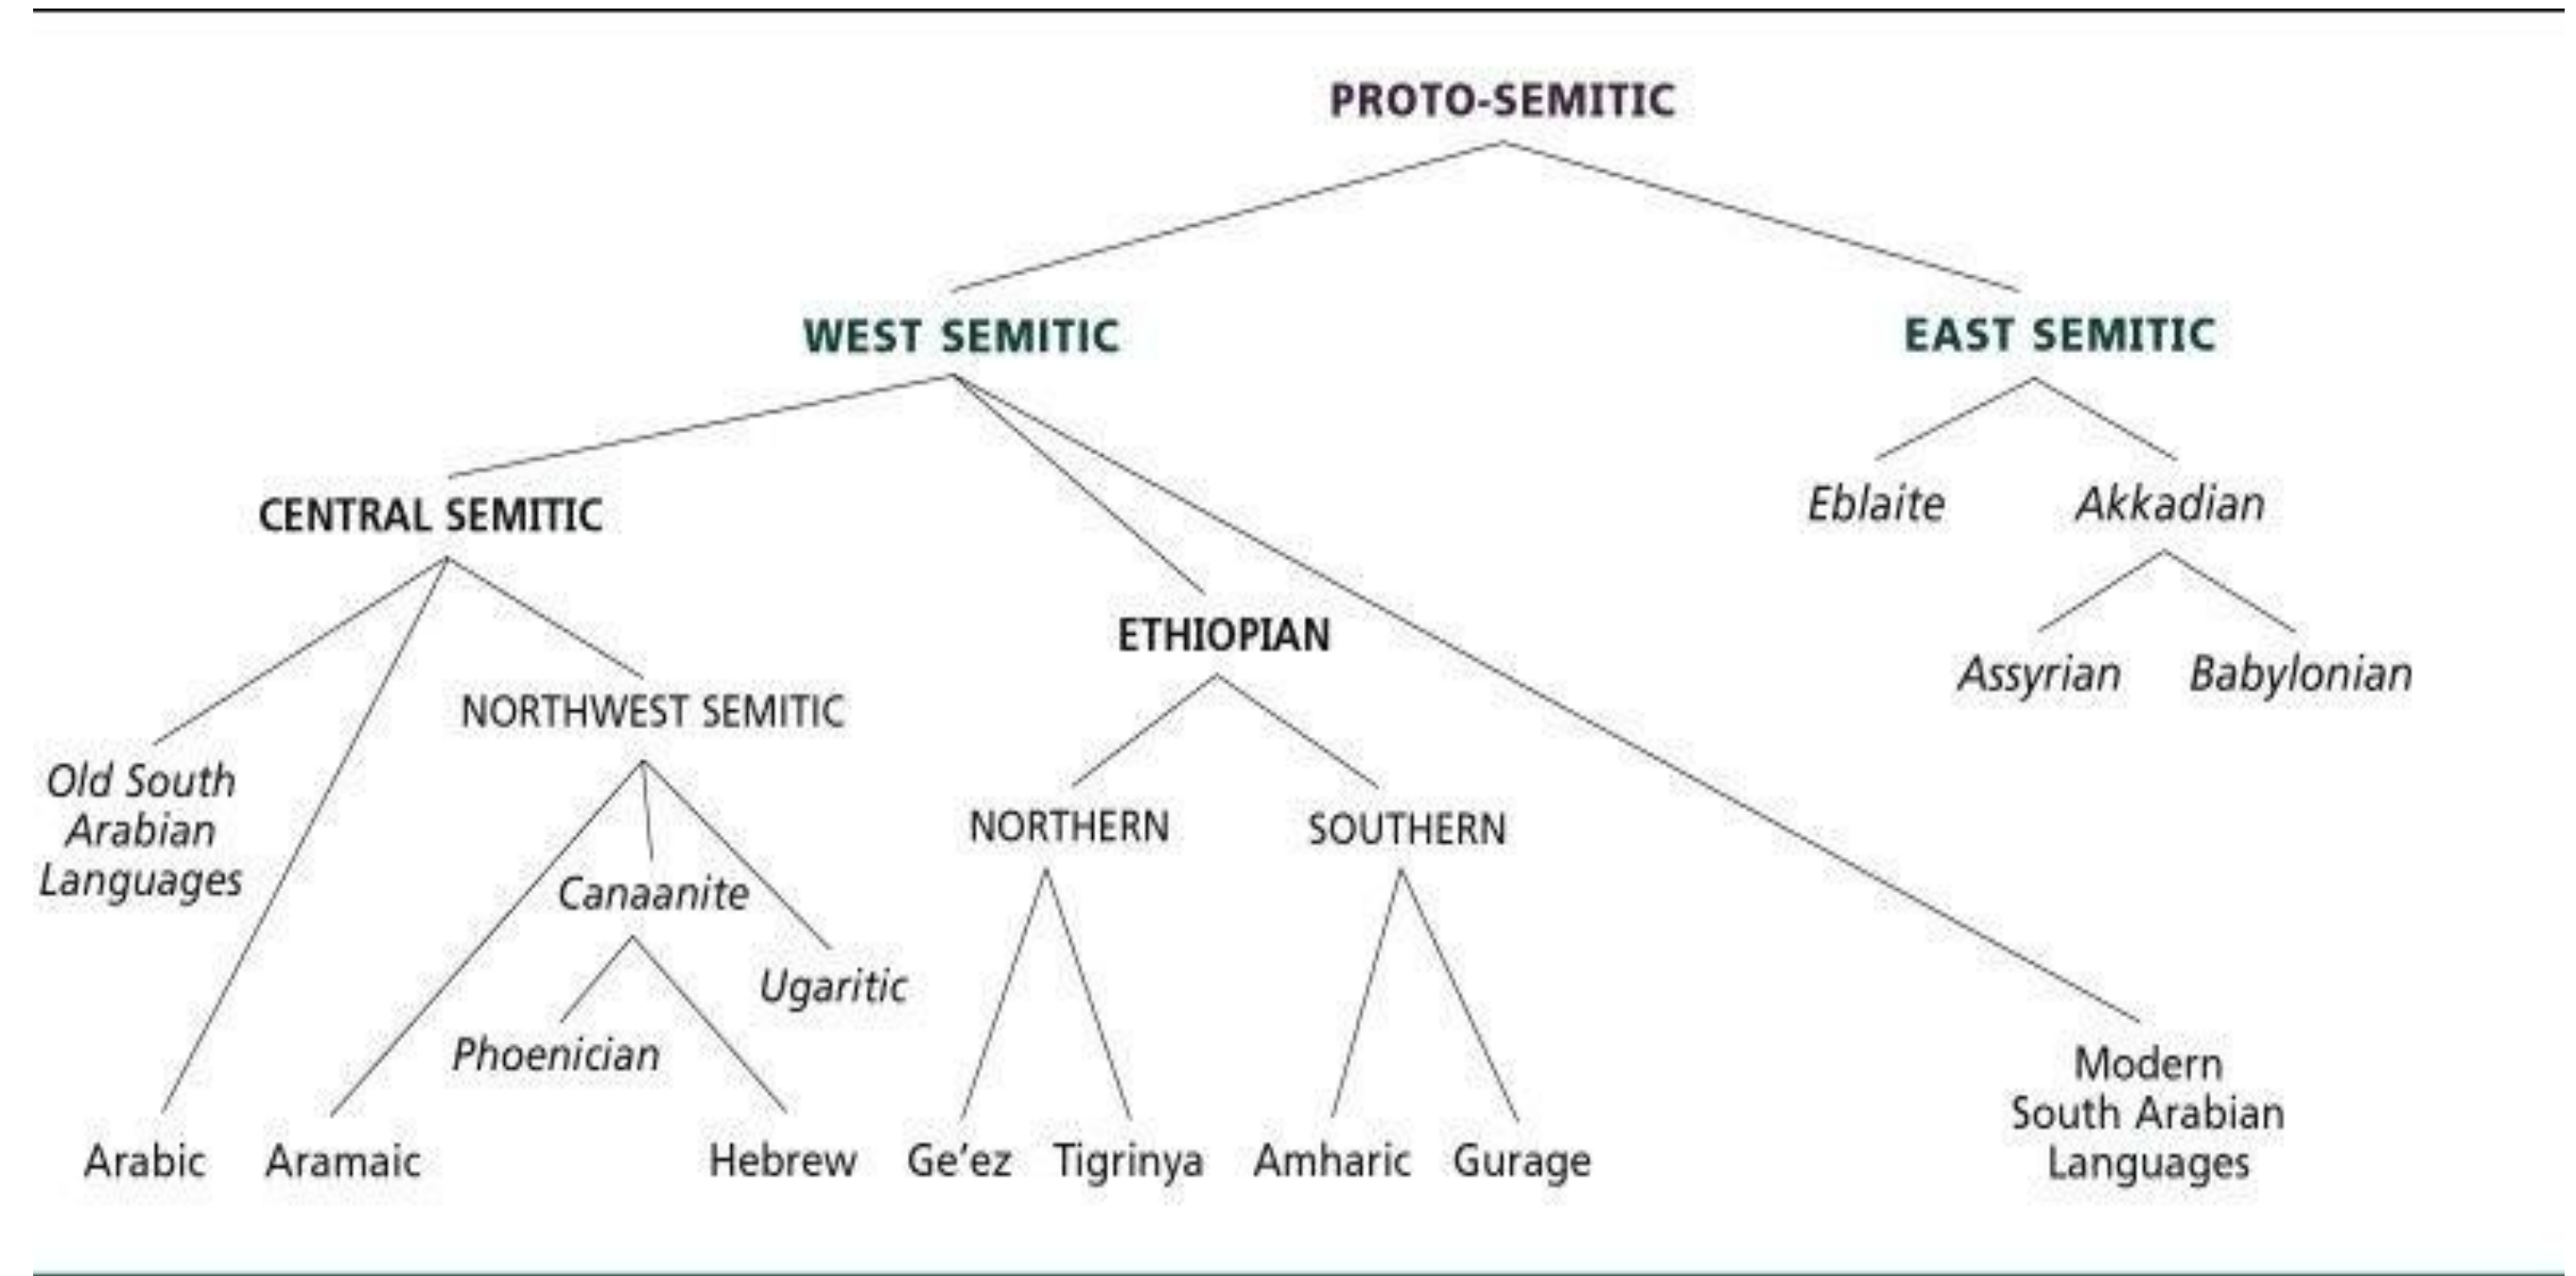 PROTO-SEMITIC
WEST SEMITIC
EAST SEMITIC
CENTRAL SEMITIC
Eblaite
Akkadian
ETHIOPIAN
Assyrian
Babylonian
NORTHWEST SEMITIC
Old South
Arabian
Languages
NORTHERN
SOUTHERN
Canaanite
Ugaritic
Phoenician
Modern
South Arabian
Languages
Arabic
Aramaic
Hebrew
Ge’ez
Tigrinya
Amharic
Gurage